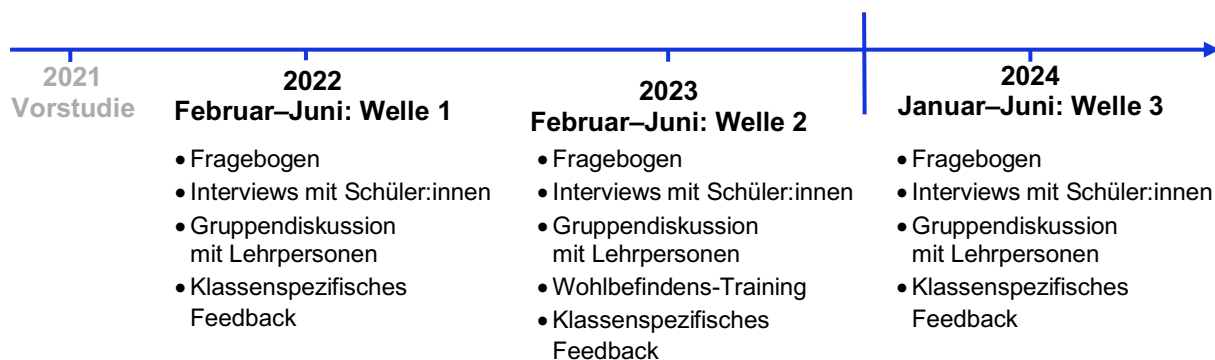 2021
Vorstudie
2022
Februar–Juni: Welle 1
• Fragebogen
• Interviews mit Schüler:innen
• Gruppendiskussion
mit Lehrpersonen
• Klassenspezifisches
Feedback
2023
Februar–Juni: Welle 2
• Fragebogen
• Interviews mit Schüler:innen
• Gruppendiskussion
mit Lehrpersonen
• Wohlbefindens-Training
• Klassenspezifisches
Feedback
2024
Januar–Juni: Welle 3
• Fragebogen
• Interviews mit Schüler:innen
• Gruppendiskussion
mit Lehrpersonen
• Klassenspezifisches
Feedback